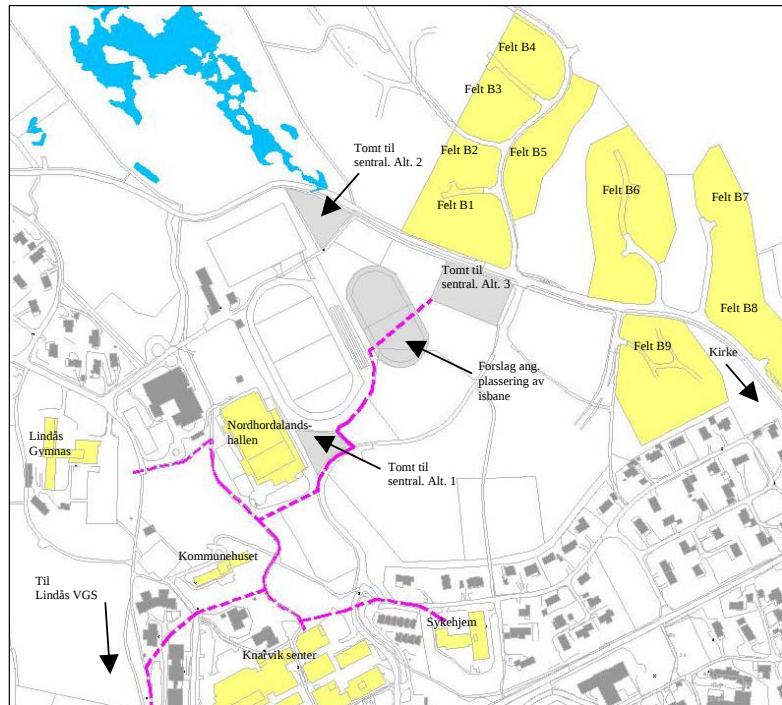 Felt B4
Felt B3
Tomt til
sentral. Alt. 2
Felt B2
Felt B5
Felt B6
Felt B7
Felt B1
Tomt til
sentral. Alt. 3
Felt B8
Felt B9
Kirke
Forslag ang.
plassering av
isbane
Nordhordalands-
hallen
Lindås
Gymnas
Tomt til
sentral. Alt. 1
Kommunehuset
Til
Lindås VGS
Sykehjem
Knarvik senter